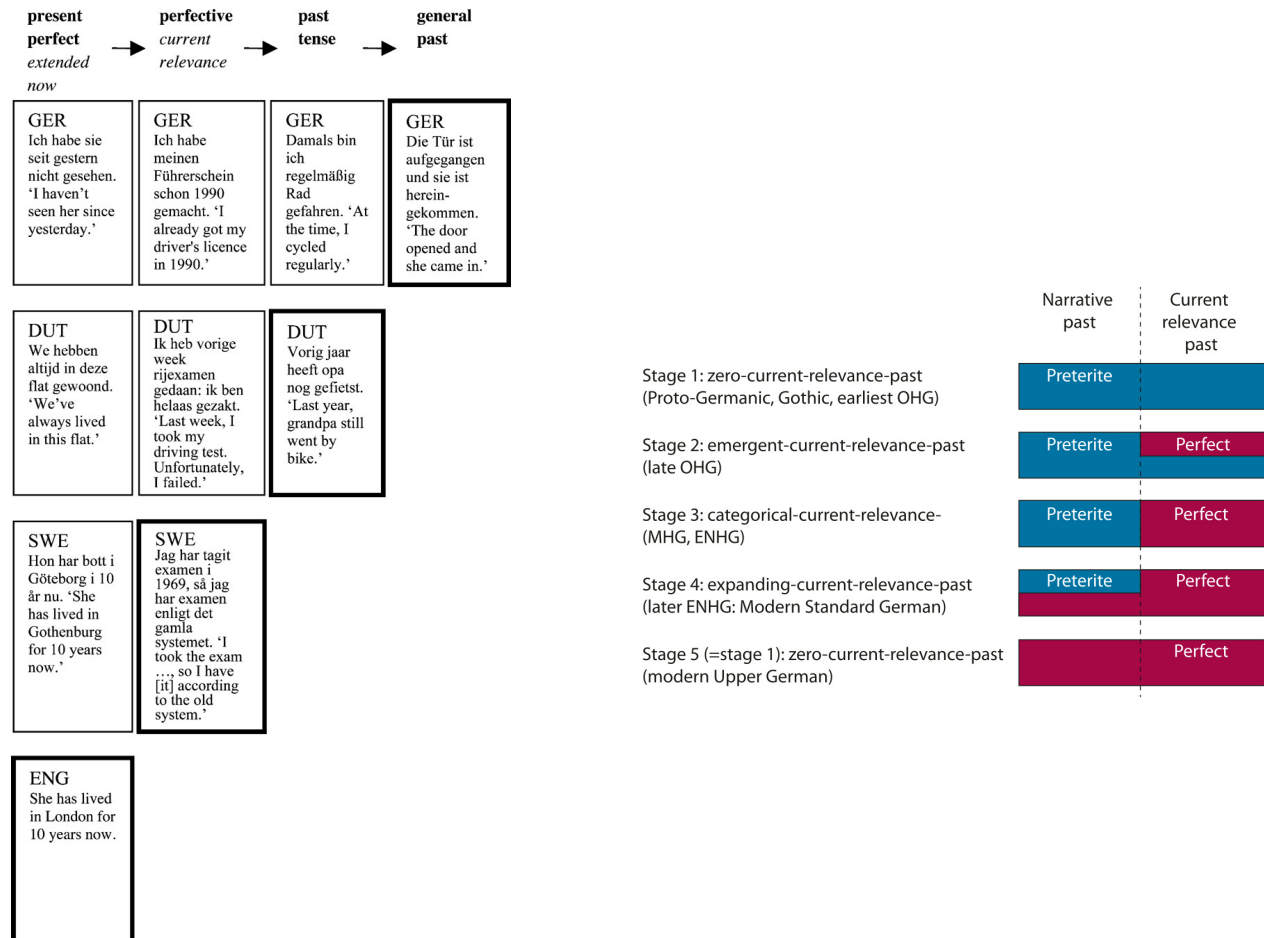 present
perfect
extended
now
perfective
current
relevance
past
tense
general
past
GER
Ich habe sie
seit gestern
nicht gesehen.
‘I haven’t
seen her since
yesterday.’
GER
Ich habe
meinen
Führerschein
schon 1990
gemacht. ‘I
already got my
driver's licence
in 1990.’
GER
Damals bin
ich
regelmäßig
Rad
gefahren. ‘At
the time, I
cycled
regularly.’
GER
Die Tür ist
aufgegangen
und sie ist
herein-
gekommen.
‘The door
opened and
she came in.’
DUT
We hebben
altijd in deze
flat gewoond.
‘We’ve
always lived
in this flat.’
DUT
Ik heb vorige
week
rijexamen
gedaan: ik ben
helaas gezakt.
‘Last week, I
took my
driving test.
Unfortunately,
I failed.’
DUT
Vorig jaar
heeft opa
nog gefietst.
‘Last year,
grandpa still
went by
bike.’
SWE
Hon har bott i
Göteborg i 10
år nu. ‘She
has lived in
Gothenburg
for 10 years
now.’
SWE
Jag har tagit
examen i
1969, så jag
har examen
enligt det
gamla
systemet. ‘I
took the exam
…, so I have
[it] according
to the old
system.’
ENG
She has lived
in London for
10 years now.
Narrative
past
Current
relevance
past
Stage 1: zero-current-relevance-past
(Proto-Germanic, Gothic, earliest OHG)
Preterite
Stage 2: emergent-current-relevance-past
(late OHG)
Preterite
Perfect
Stage 3: categorical-current-relevance-
(MHG, ENHG)
Preterite
Perfect
Stage 4: expanding-current-relevance-past
(later ENHG: Modern Standard German)
Preterite
Perfect
Stage 5 (=stage 1): zero-current-relevance-past
(modern Upper German)
Perfect